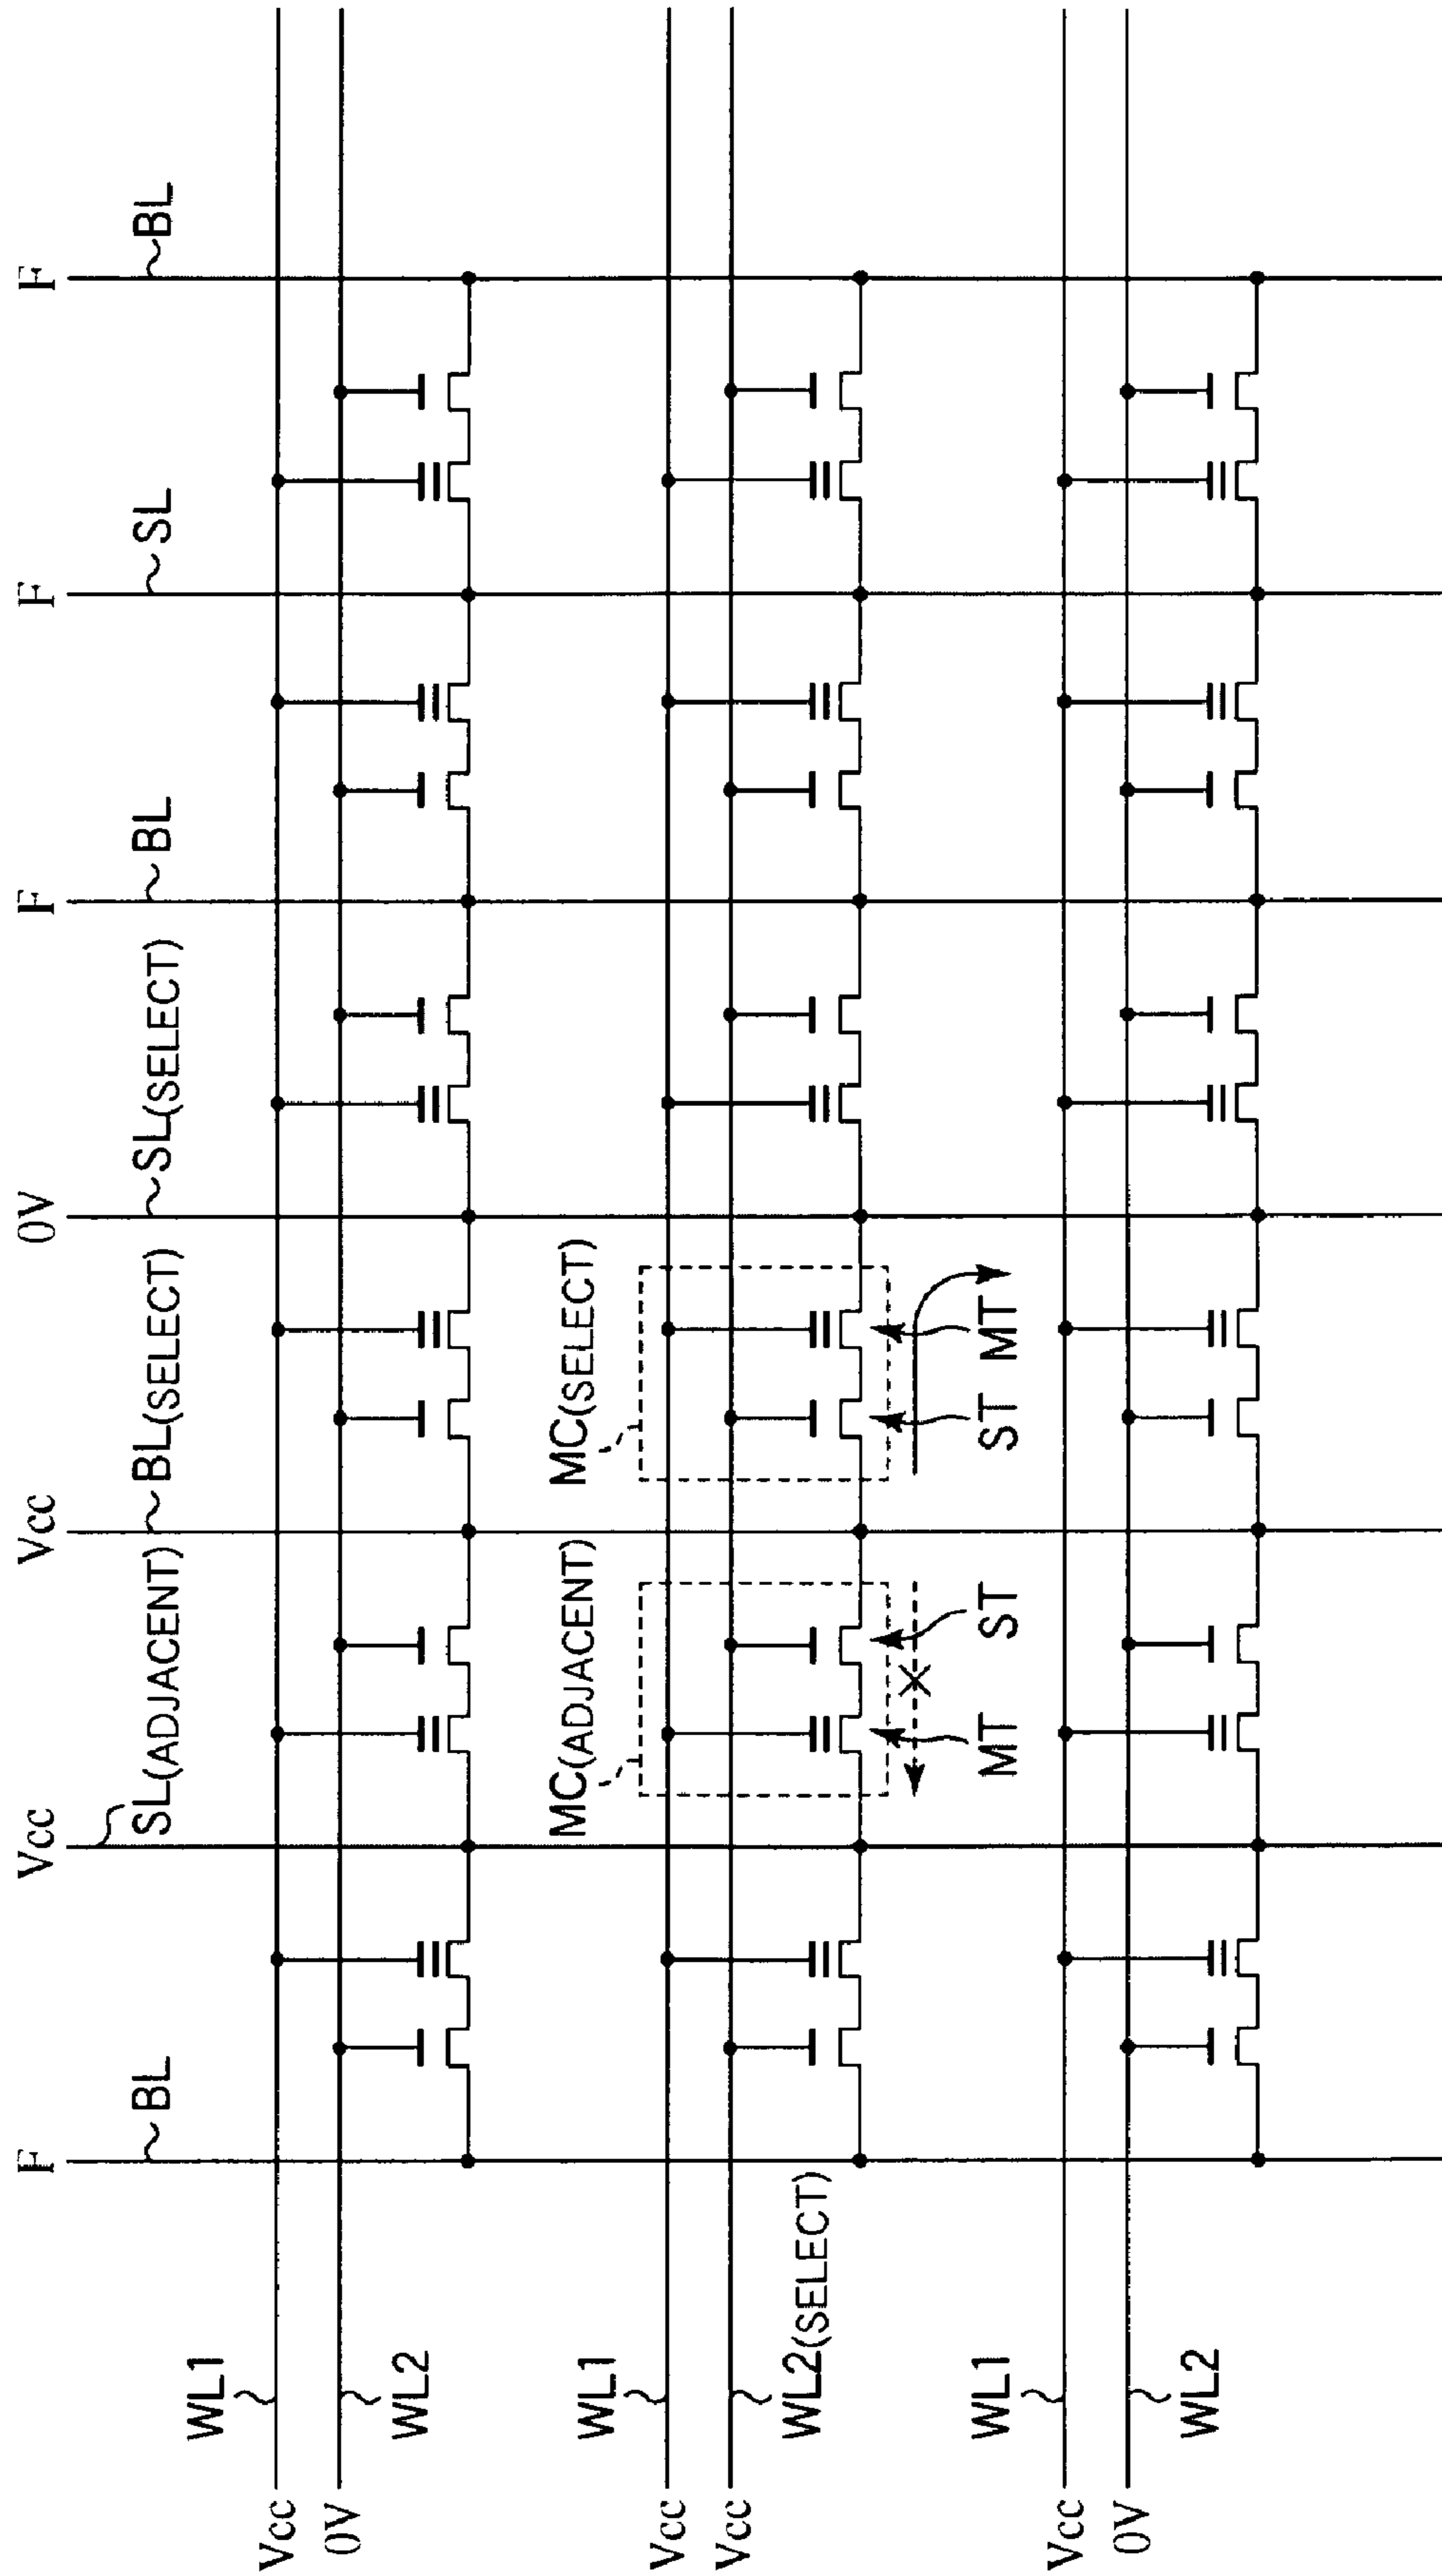 F Vcc Vcc 0V F F F
BL SL(ADJACENT) BL(SELECT) SL(SELECT) BL SL BL
WL1
Vcc
0V
WL2
MC(ADJACENT) MC(SELECT)
WL1
Vcc
Vcc
WL2(SELECT)
MT ST ST MT
WL1
Vcc
0V
WL2